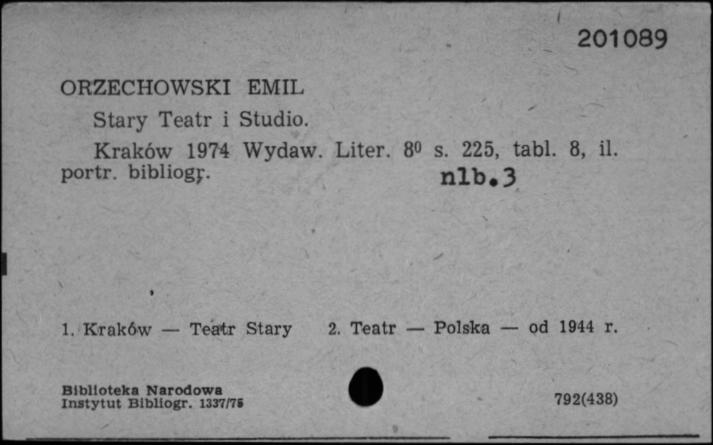 201089
ORZECHOWSKI EMIL
Stary Teatr i Studio.
Kraków 1974 Wydaw. Liter. 8⁰ s. 225, tabl. 8, il.
portr. bibliogr. nlb.3
1. Kraków — Teatr Stary 2. Teatr — Polska — od 1944 r.
Biblioteka Narodowa
Instytut Bibliogr. 1337/75 792(438)